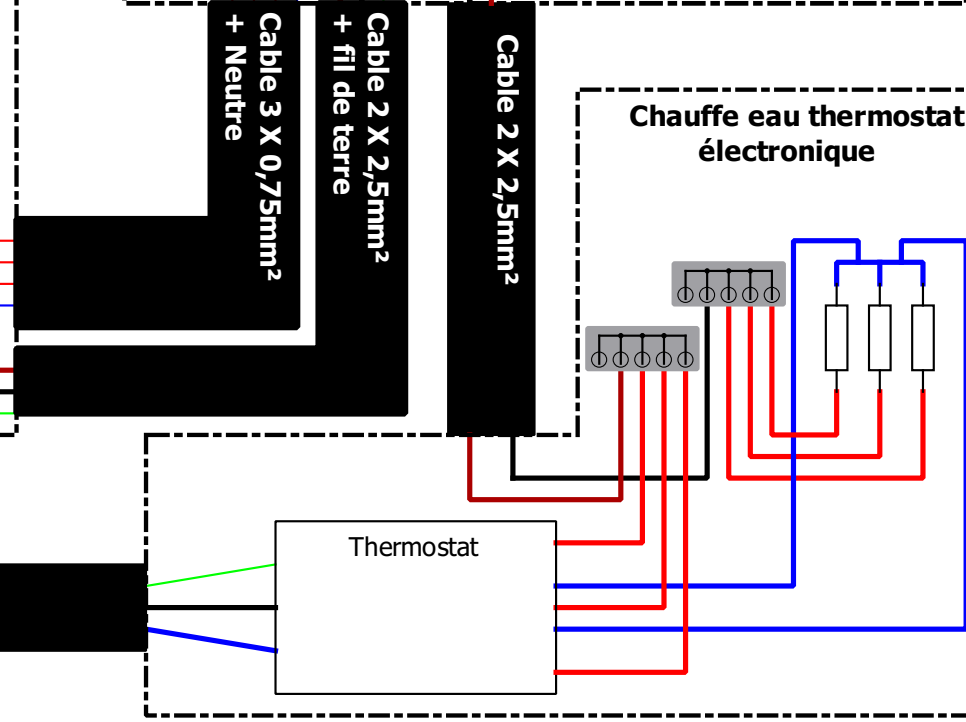 Cable 3 X 0,75mm²
+ Neutre
Cable 2 X 2,5mm²
+ fil de terre
Cable 2 X 2,5mm²
Chauffe eau thermostat
électronique
Thermostat